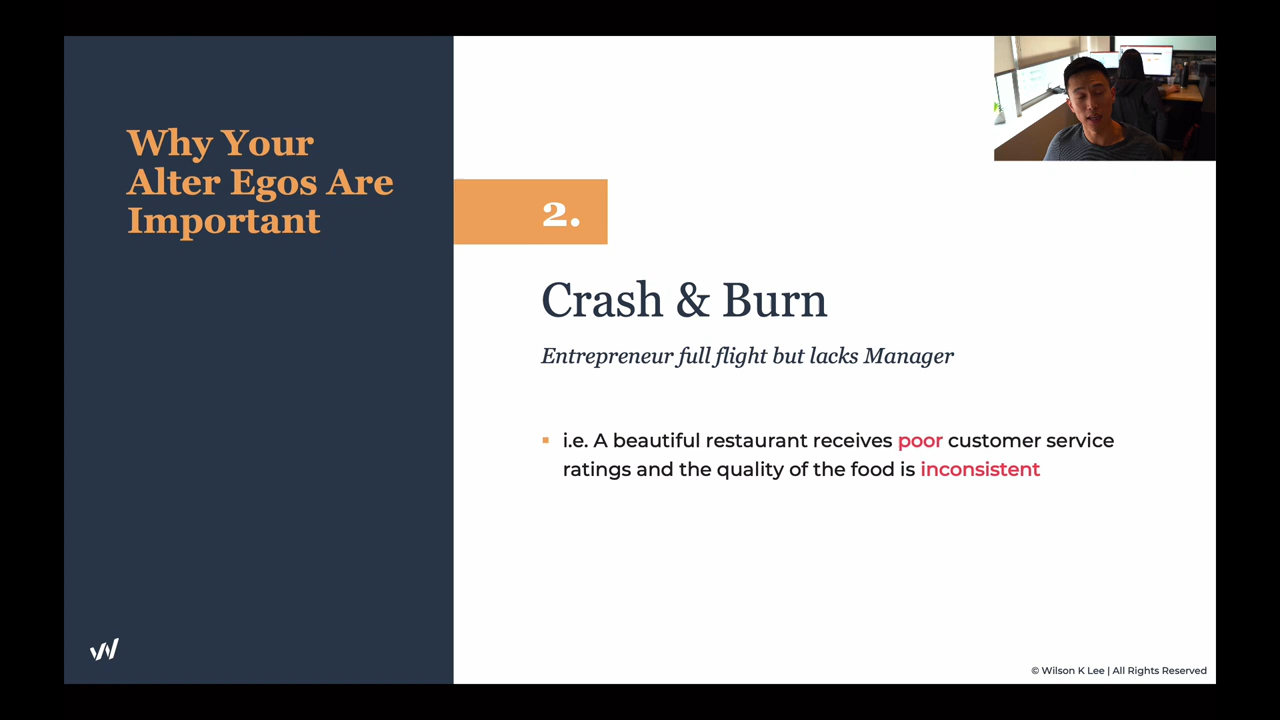 Why Your
Alter Egos Are
Important
2.
Crash & Burn
Entrepreneur full flight but lacks Manager
i.e. A beautiful restaurant receives poor customer service
ratings and the quality of the food is inconsistent
© Wilson K Lee | All Rights Reserved